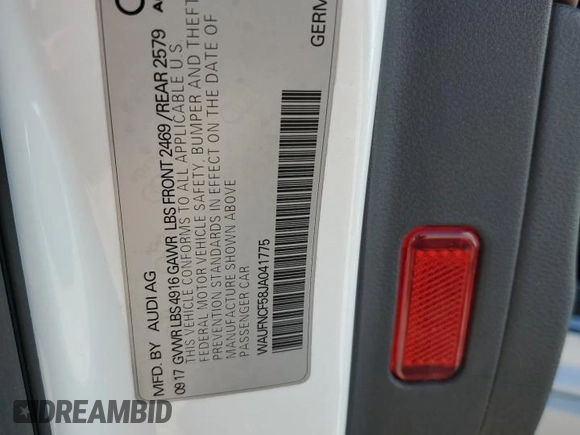 MFD. BY AUDI AG
09 17 GVWR LBS 4916 GAWR LBS FRONT 2469 / REAR 2579
THIS VEHICLE CONFORMS TO ALL APPLICABLE U S
FEDERAL MOTOR VEHICLE SAFETY, BUMPER AND THEFT
PREVENTION STANDARDS IN EFFECT ON THE DATE OF
MANUFACTURE SHOWN ABOVE
PASSENGER CAR
WAUFNCF58JA041775
GERM
DREAMBID